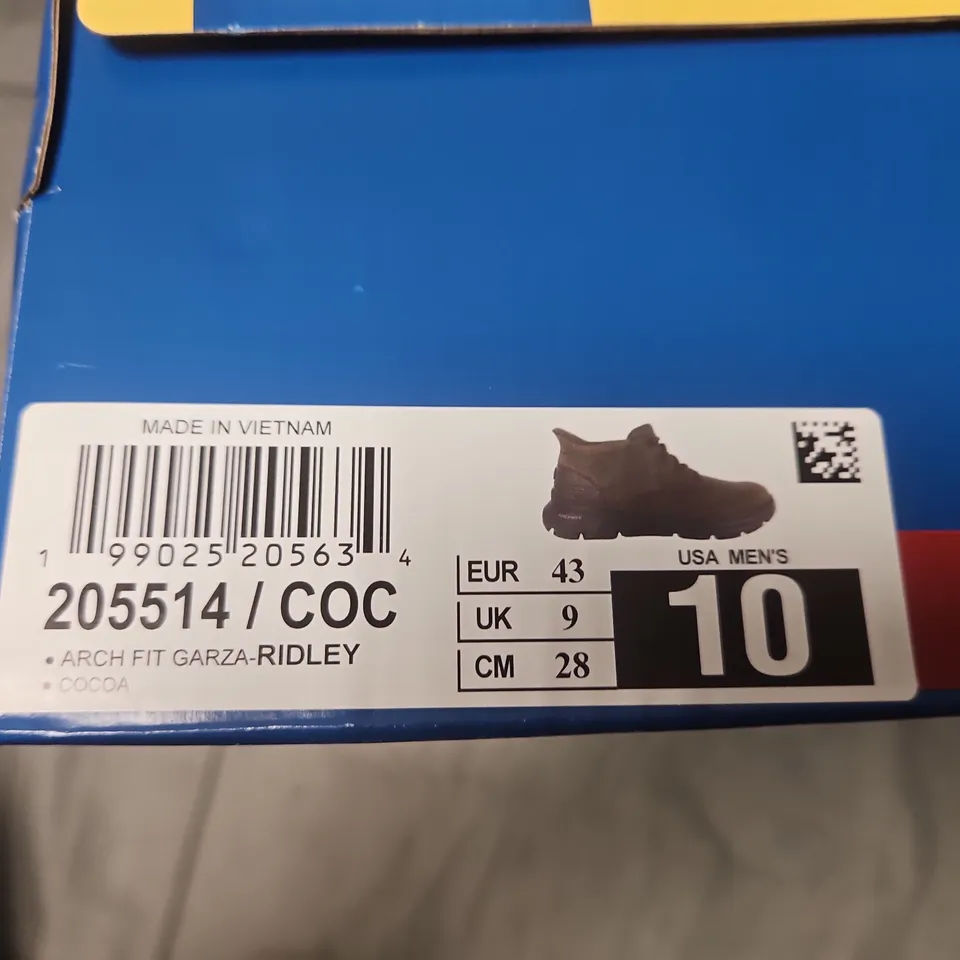 MADE IN VIETNAM
1 99025 20563 4
205514 / COC
• ARCH FIT GARZA-RIDLEY
• COCOA
EUR 43
UK 9
CM 28
USA MEN'S
10